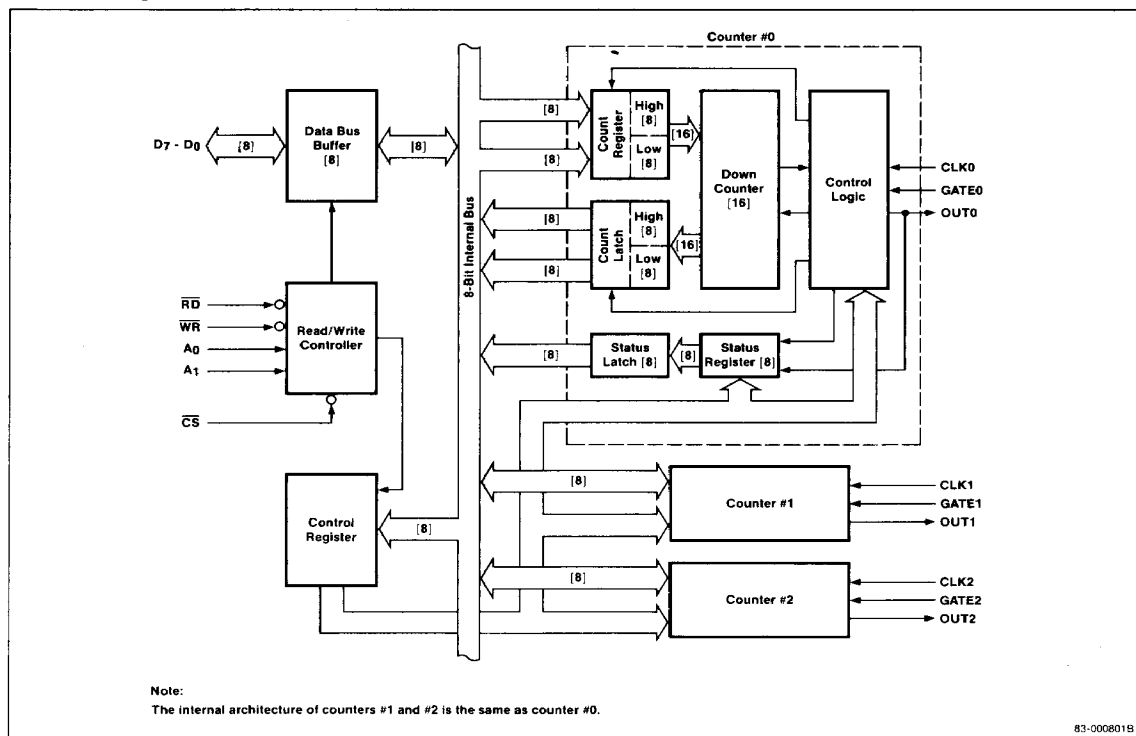 Counter #0
D7 - D0
[8]
Data Bus
Buffer
[8]
[8]
8-Bit Internal Bus
[8]
[8]
Count
Register
High
[8]
Low
[8]
[16]
Down
Counter
[16]
Control
Logic
CLK0
GATE0
OUT0
[8]
[8]
Count
Latch
High
[8]
Low
[8]
[16]
RD
WR
A0
A1
CS
Read/Write
Controller
[8]
Status
Latch [8]
[8]
Status
Register [8]
Control
Register
[8]
[8]
Counter #1
CLK1
GATE1
OUT1
[8]
Counter #2
CLK2
GATE2
OUT2
Note:
The internal architecture of counters #1 and #2 is the same as counter #0.
83-000801B